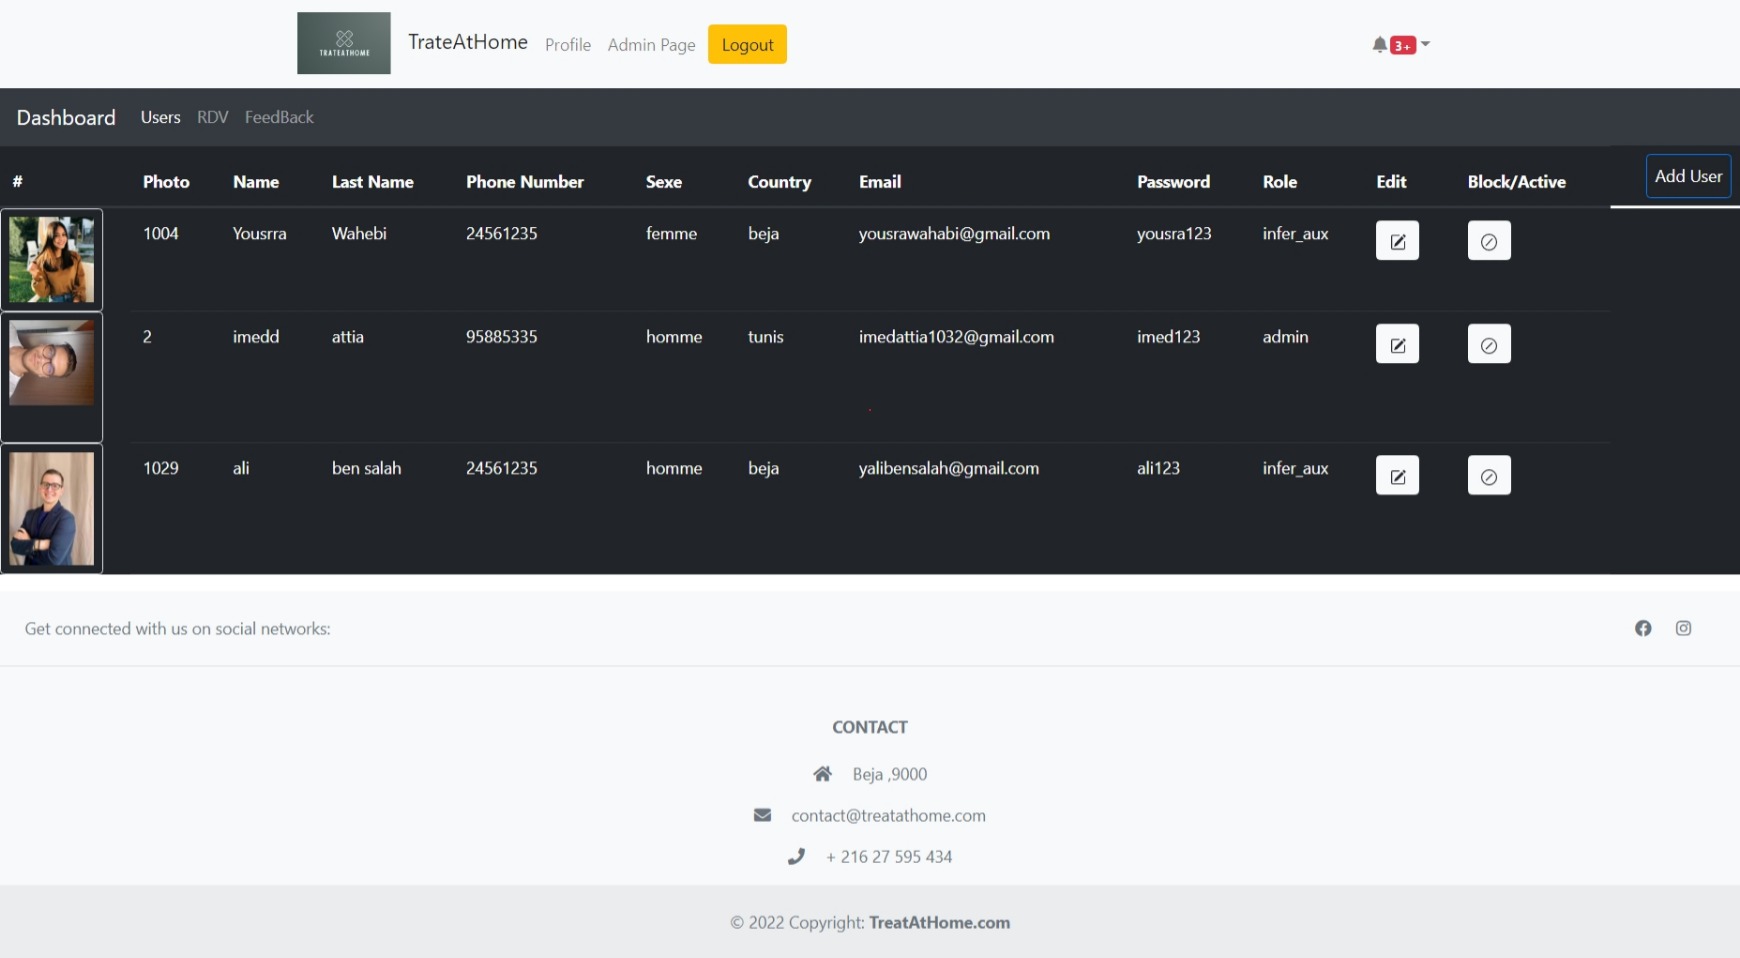 TRATEATHOME
TrateAtHome Profile Admin Page Logout 3+
Dashboard Users RDV FeedBack
# Photo Name Last Name Phone Number Sexe Country Email Password Role Edit Block/Active Add User
1004 Yousrra Wahebi 24561235 femme beja yousrawahabi@gmail.com yousra123 infer_aux
2 imedd attia 95885335 homme tunis imedattia1032@gmail.com imed123 admin
1029 ali ben salah 24561235 homme beja yalibensalah@gmail.com ali123 infer_aux
Get connected with us on social networks:
CONTACT
Beja ,9000
contact@treatathome.com
+ 216 27 595 434
© 2022 Copyright: TreatAtHome.com